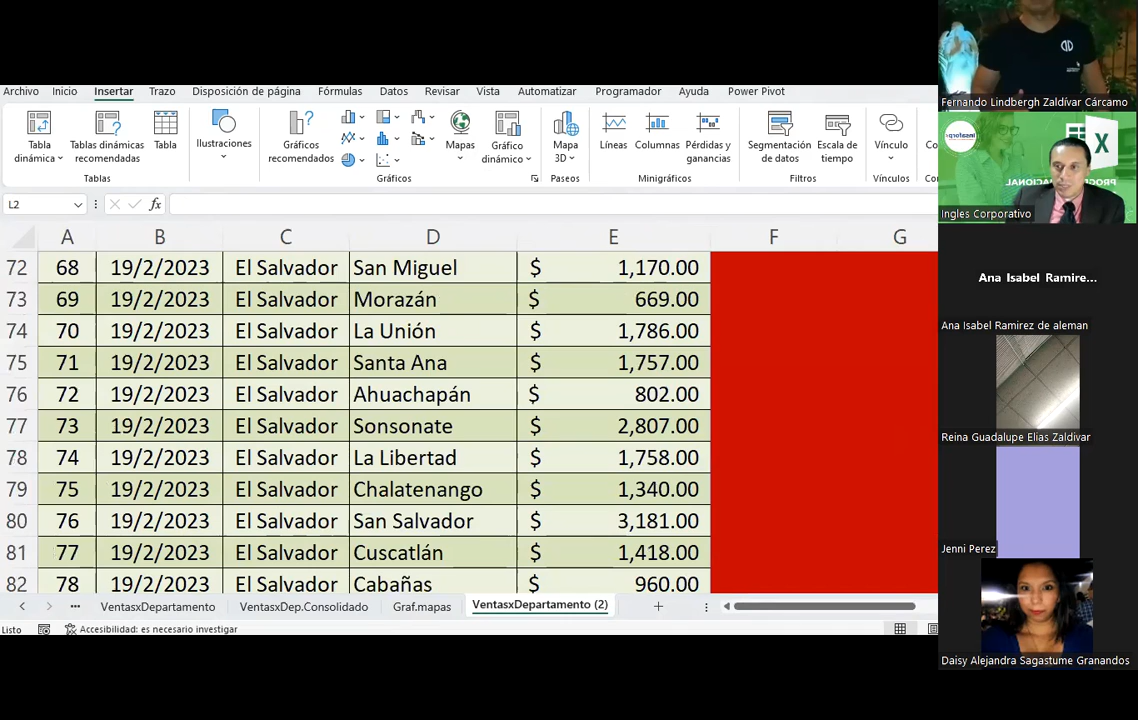 Archivo Inicio Insertar Trazo Disposición de página Fórmulas Datos Revisar Vista Automatizar Programador Ayuda Power Pivot
Tabla dinámica
Tablas dinámicas recomendadas
Tabla
Ilustraciones
Gráficos recomendados
Mapas
Gráfico dinámico
Mapa 3D
Líneas
Columnas
Pérdidas y ganancias
Segmentación de datos
Escala de tiempo
Vínculo
Tablas Gráficos Paseos Minigráficos Filtros Vínculos
L2 fx
A B C D E F G
72 68 19/2/2023 El Salvador San Miguel $ 1,170.00
73 69 19/2/2023 El Salvador Morazán $ 669.00
74 70 19/2/2023 El Salvador La Unión $ 1,786.00
75 71 19/2/2023 El Salvador Santa Ana $ 1,757.00
76 72 19/2/2023 El Salvador Ahuachapán $ 802.00
77 73 19/2/2023 El Salvador Sonsonate $ 2,807.00
78 74 19/2/2023 El Salvador La Libertad $ 1,758.00
79 75 19/2/2023 El Salvador Chalatenango $ 1,340.00
80 76 19/2/2023 El Salvador San Salvador $ 3,181.00
81 77 19/2/2023 El Salvador Cuscatlán $ 1,418.00
82 78 19/2/2023 El Salvador Cabañas $ 960.00
VentasxDepartamento VentasxDep.Consolidado Graf.mapas VentasxDepartamento (2)
Listo Accesibilidad: es necesario investigar
Fernando Lindbergh Zaldívar Cárcamo
Ingles Corporativo
Ana Isabel Ramire...
Ana Isabel Ramirez de aleman
Reina Guadalupe Elias Zaldivar
Jenni Perez
Daisy Alejandra Sagastume Granandos